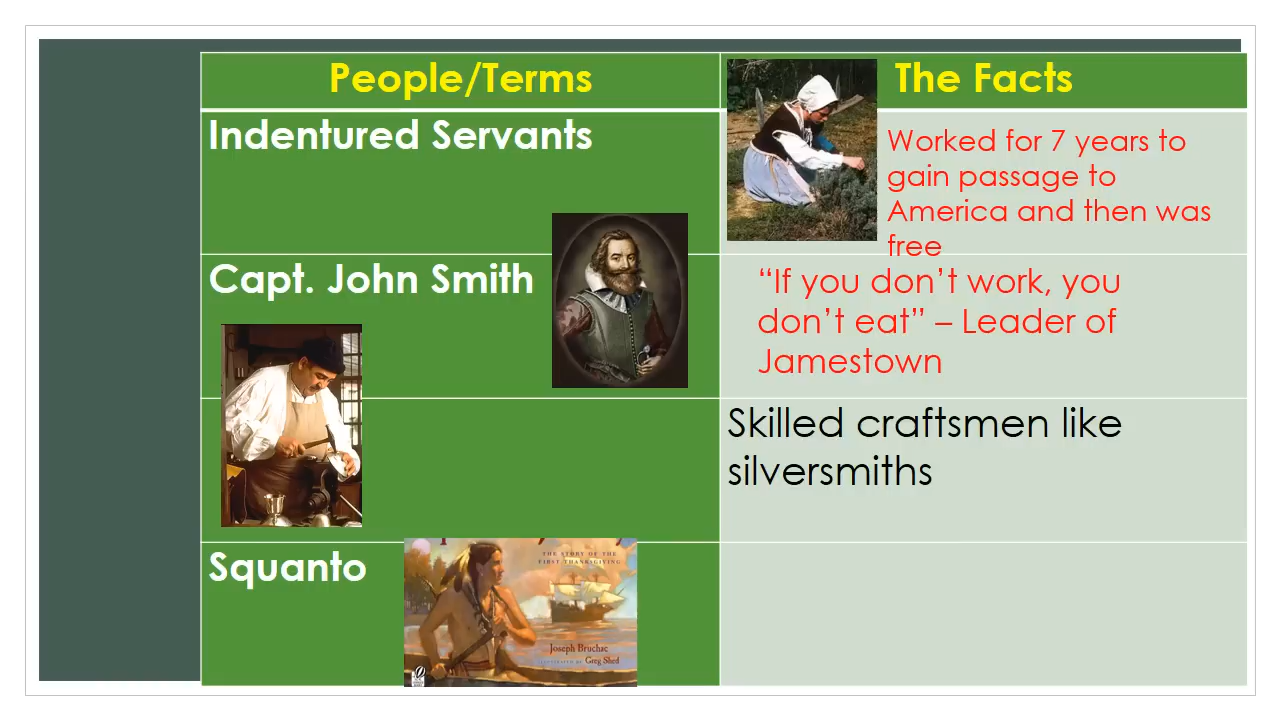 People/Terms
The Facts
Indentured Servants
Worked for 7 years to
gain passage to
America and then was
free
Capt. John Smith
“If you don’t work, you
don’t eat” – Leader of
Jamestown
Skilled craftsmen like
silversmiths
Squanto
THE STORY OF THE
FIRST THANKSGIVING
Joseph Bruchac
Greg Shed